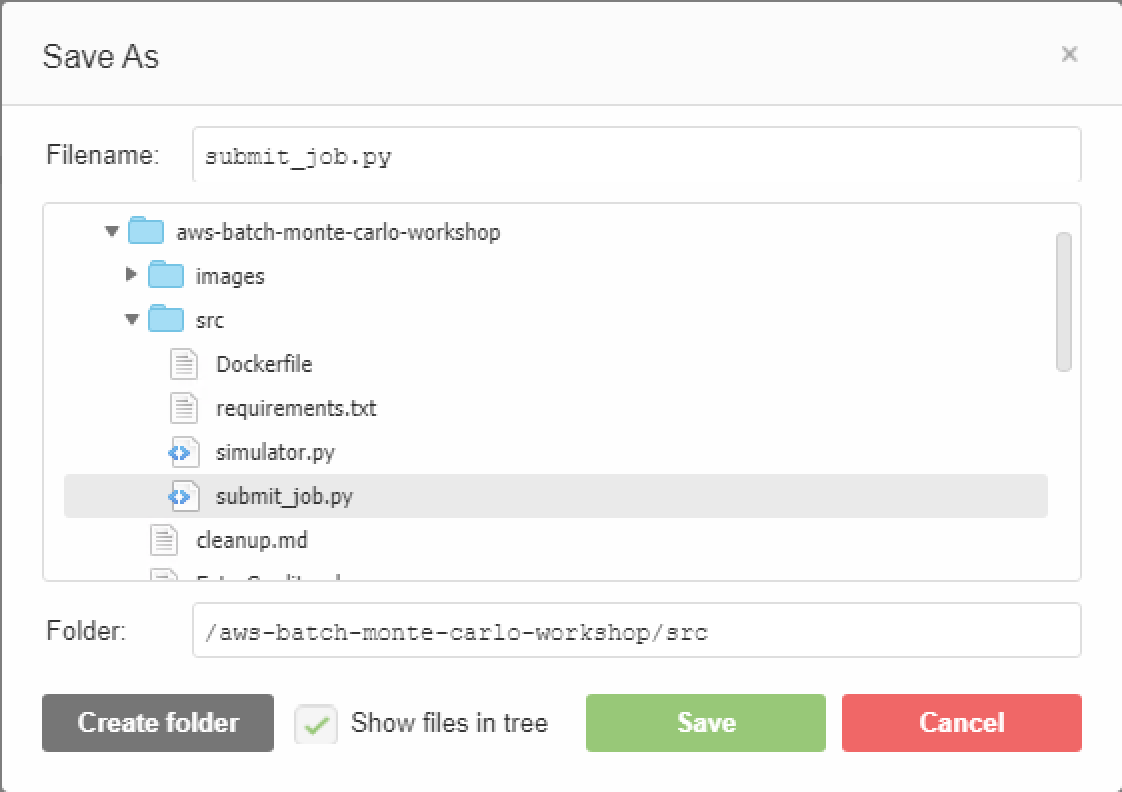 Save As
Filename: submit_job.py
aws-batch-monte-carlo-workshop
images
src
Dockerfile
requirements.txt
simulator.py
submit_job.py
cleanup.md
Folder: /aws-batch-monte-carlo-workshop/src
Create folder Show files in tree Save Cancel